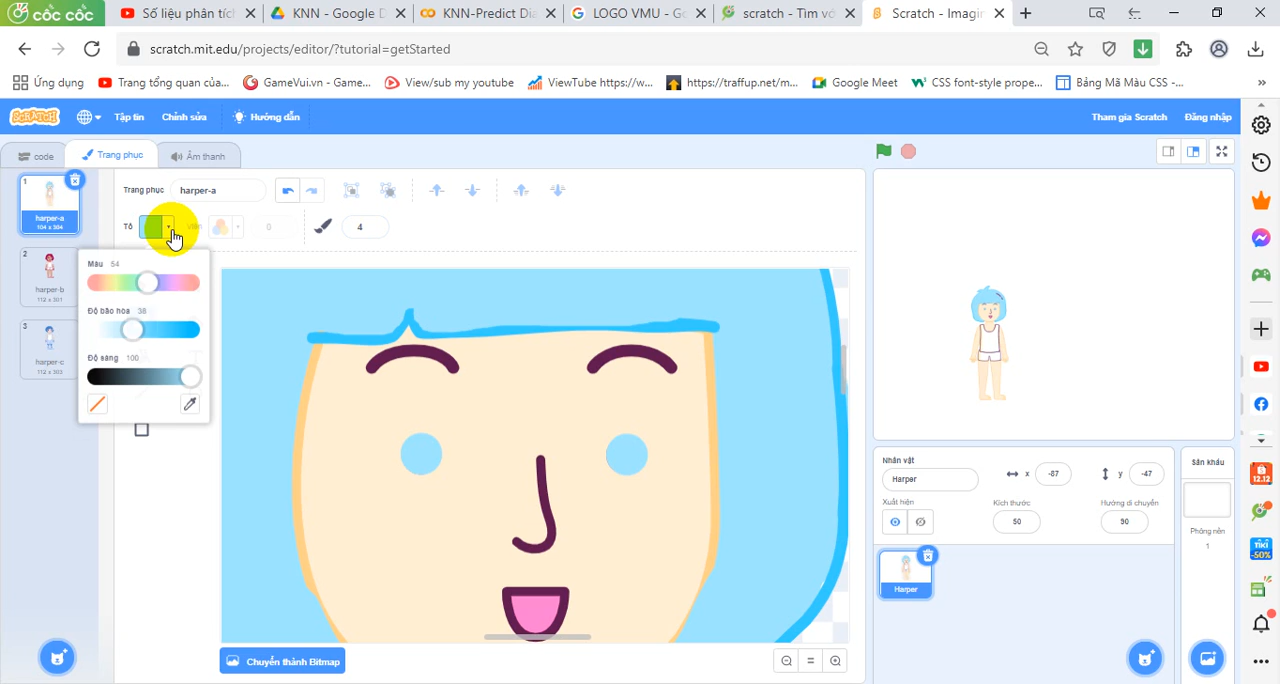 CỐC CỐC
Số liệu phân tích
KNN - Google D
KNN-Predict Dia
LOGO VMU - Go
scratch - Tìm vớ
Scratch - Imagin
scratch.mit.edu/projects/editor/?tutorial=getStarted
Ứng dụng
Trang tổng quan củа...
GameVui.vn - Game...
View/sub my youtube
ViewTube https://w...
https://traffup.net/m...
Google Meet
CSS font-style prope...
Bảng Mã Màu CSS -...
»
SCRATCH
Tập tin
Chỉnh sửa
Hướng dẫn
Tham gia Scratch
Đăng nhập
code
Trang phục
Âm thanh
1
harper-a
104 x 304
2
harper-b
112 x 301
3
harper-c
112 x 303
Trang phục
harper-a
Tô
Viền
0
4
Màu 54
Độ bão hòa 38
Độ sáng 100
Chuyển thành Bitmap
Nhân vật
Harper
x
-87
y
-47
Xuất hiện
Kích thước
50
Hướng di chuyển
90
Harper
Sân khấu
Phông nền
1
12.12
TIKI
-50%